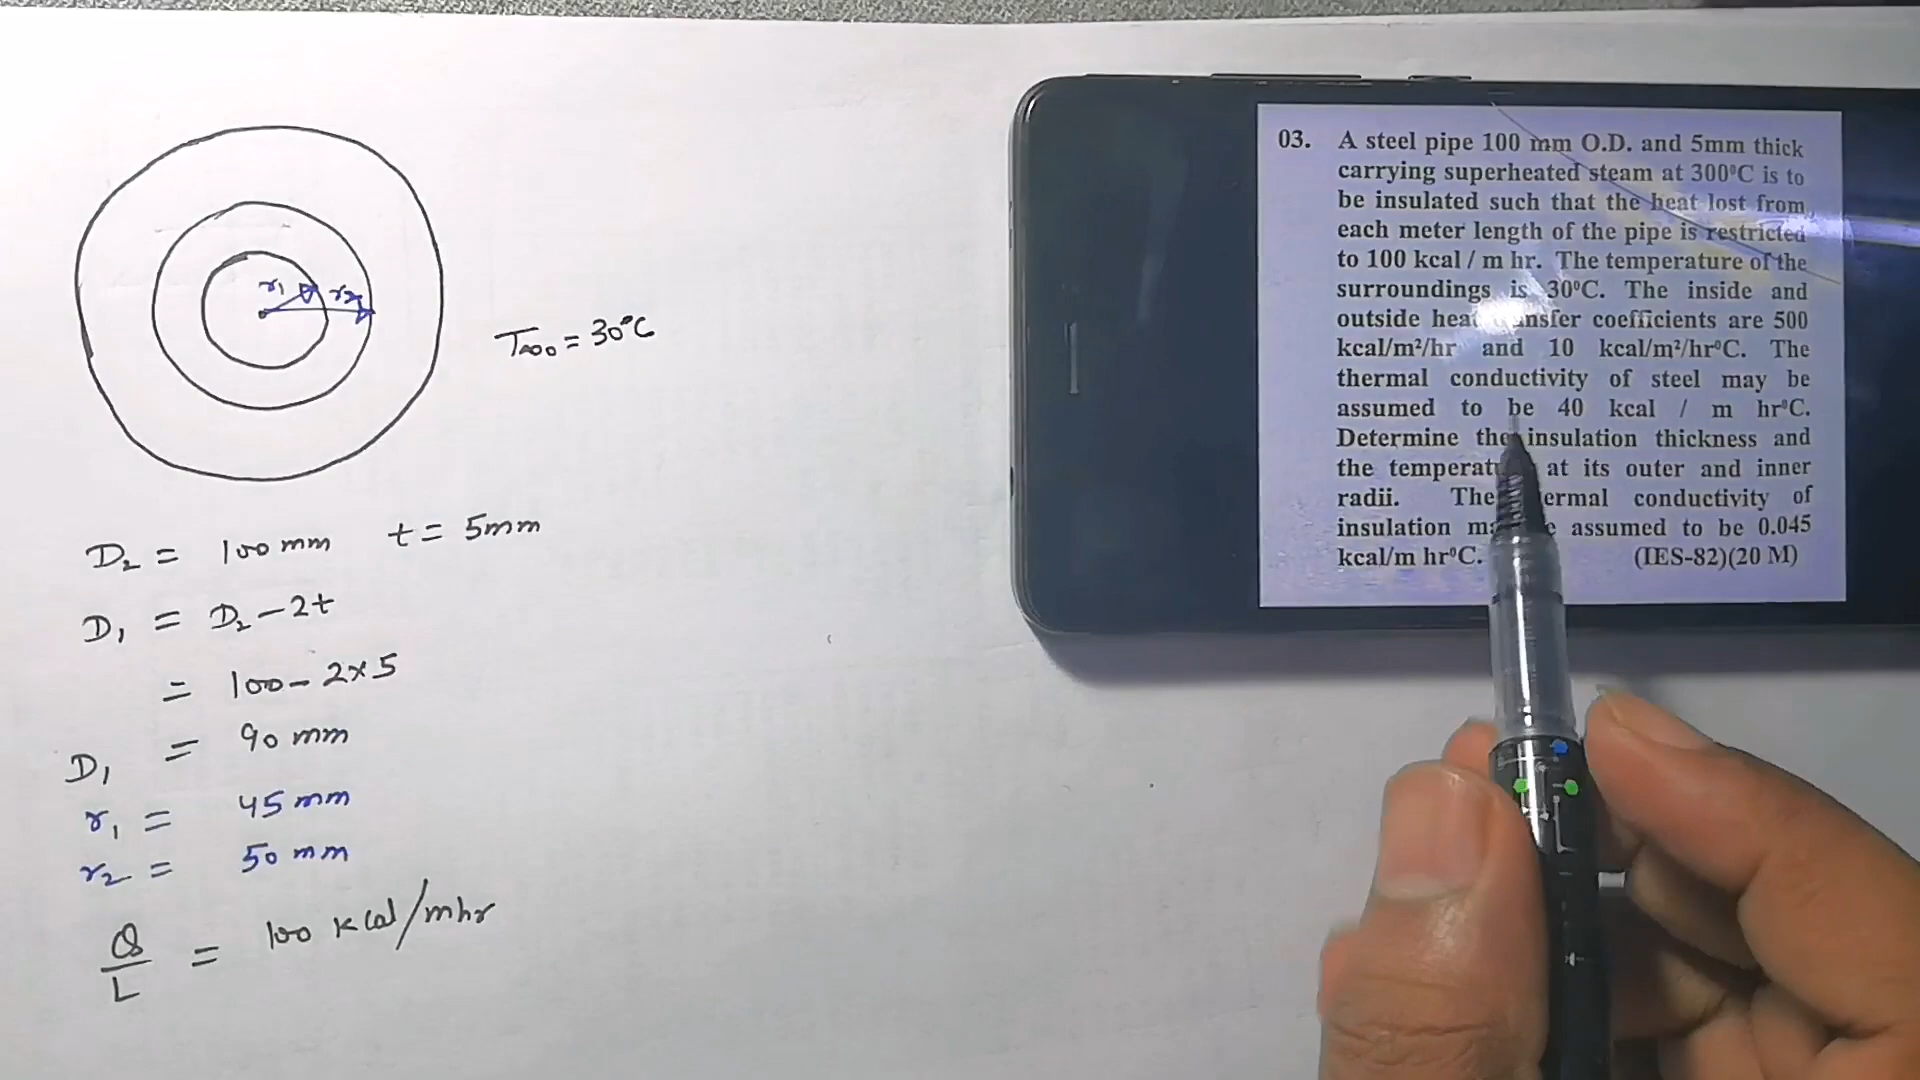 r₁ r₂
T∞ = 30°C
D₂ = 100 mm t = 5mm
D₁ = D₂ - 2t
= 100 - 2×5
D₁ = 90 mm
r₁ = 45 mm
r₂ = 50 mm
Q/L = 100 kcal/mhr
03. A steel pipe 100 mm O.D. and 5mm thick
carrying superheated steam at 300°C is to
be insulated such that the heat lost from
each meter length of the pipe is restricted
to 100 kcal / m hr. The temperature of the
surroundings is 30°C. The inside and
outside coefficients are 500
kcal/m²/hr and 10 kcal/m²/hr°C. The
thermal conductivity of steel may be
assumed to be 40 kcal / m hr°C.
Determine the insulation thickness and
the at its outer and inner
radii. conductivity of
insulation assumed to be 0.045
kcal/m hr°C. (IES-82)(20 M)